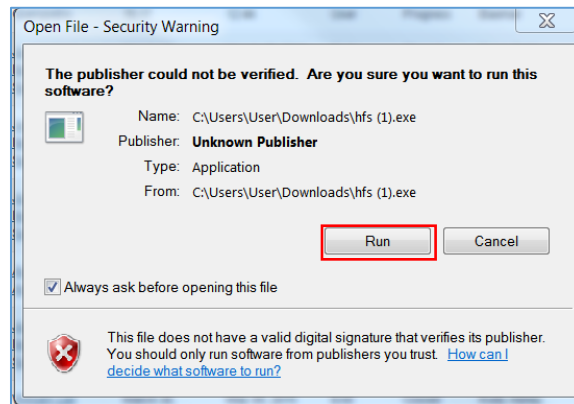 Open File - Security Warning
The publisher could not be verified.  Are you sure you want to run this
software?
Name: C:\Users\User\Downloads\hfs (1).exe
Publisher: Unknown Publisher
Type: Application
From: C:\Users\User\Downloads\hfs (1).exe
Run Cancel
Always ask before opening this file
This file does not have a valid digital signature that verifies its publisher.
You should only run software from publishers you trust.  How can I
decide what software to run?